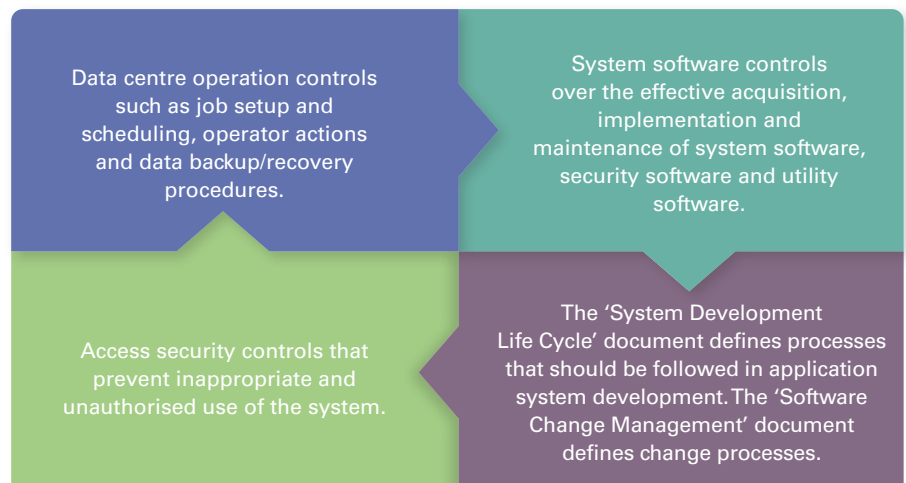 Data centre operation controls
such as job setup and
scheduling, operator actions
and data backup/recovery
procedures.
System software controls
over the effective acquisition,
implementation and
maintenance of system software,
security software and utility
software.
Access security controls that
prevent inappropriate and
unauthorised use of the system.
The ‘System Development
Life Cycle’ document defines processes
that should be followed in application
system development. The ‘Software
Change Management’ document
defines change processes.